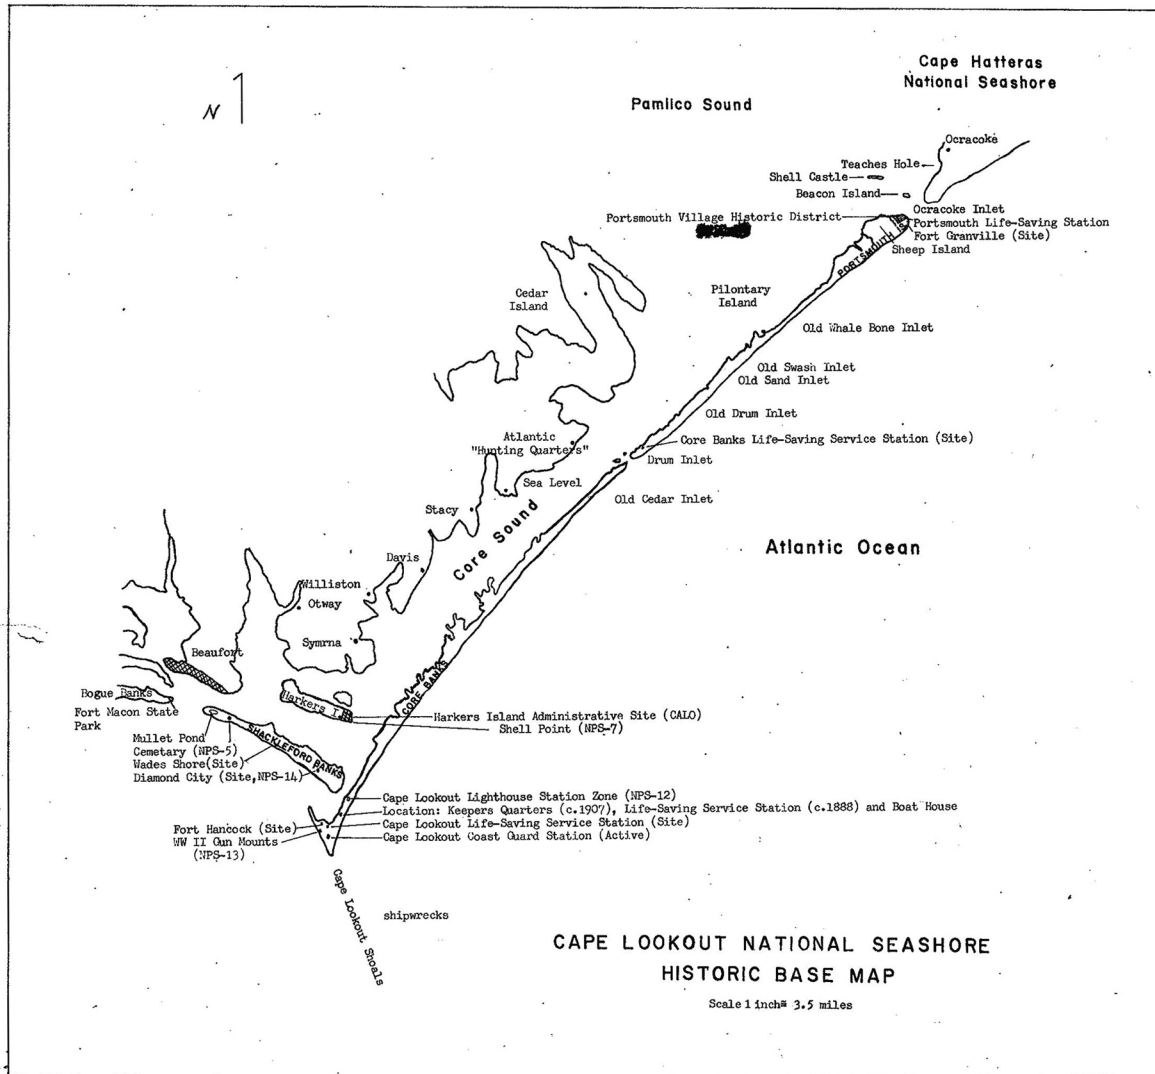 Cape Hatteras
National Seashore
Pamlico Sound
N
Ocracoke
Teaches Hole
Shell Castle
Beacon Island
Ocracoke Inlet
Portsmouth Village Historic District
Portsmouth Life-Saving Station
Fort Granville (Site)
Sheep Island
PORTSMOUTH IS.
Cedar
Island
Pilontary
Island
Old Whale Bone Inlet
Old Swash Inlet
Old Sand Inlet
Old Drum Inlet
Atlantic
"Hunting Quarters"
Core Banks Life-Saving Service Station (Site)
Drum Inlet
Sea Level
Old Cedar Inlet
Stacy
Core Sound
Atlantic Ocean
Davis
Williston
Otway
Symrna
Beaufort
CORE BANKS
Bogue Banks
Harkers I.
Fort Macon State
Park
Harkers Island Administrative Site (CALO)
Shell Point (NPS-7)
Mullet Pond
Cemetary (NPS-5)
Wades Shore(Site)
Diamond City (Site,NPS-14)
SHACKLEFORD BANKS
Cape Lookout Lighthouse Station Zone (NPS-12)
Location: Keepers Quarters (c.1907), Life-Saving Service Station (c.1888) and Boat House
Fort Hancock (Site)
Cape Lookout Life-Saving Service Station (Site)
WW II Gun Mounts
(NPS-13)
Cape Lookout Coast Guard Station (Active)
Cape Lookout Shoals
shipwrecks
CAPE LOOKOUT NATIONAL SEASHORE
HISTORIC BASE MAP
Scale 1 inch= 3.5 miles